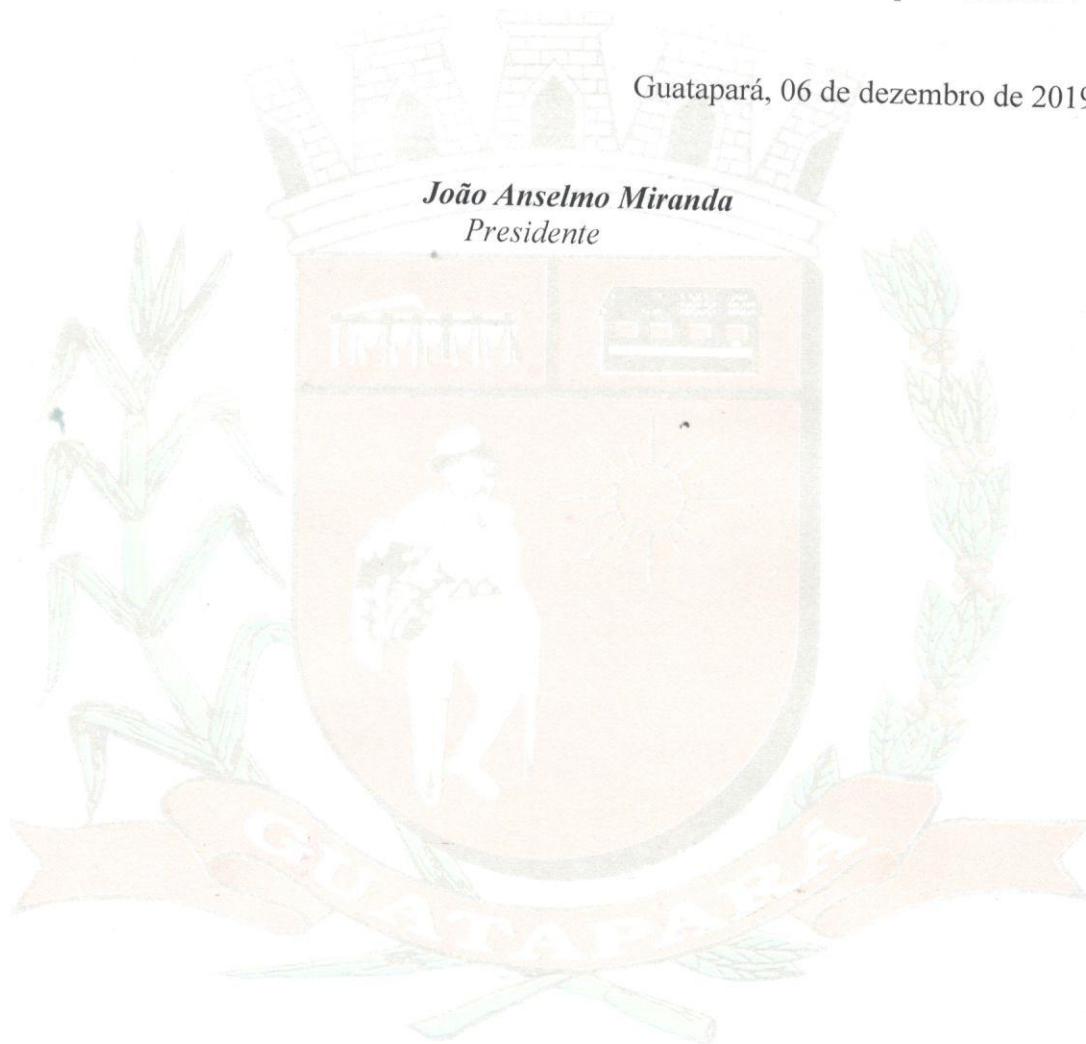 Guatapará, 06 de dezembro de 2019
João Anselmo Miranda
Presidente
GUATAPARÁ